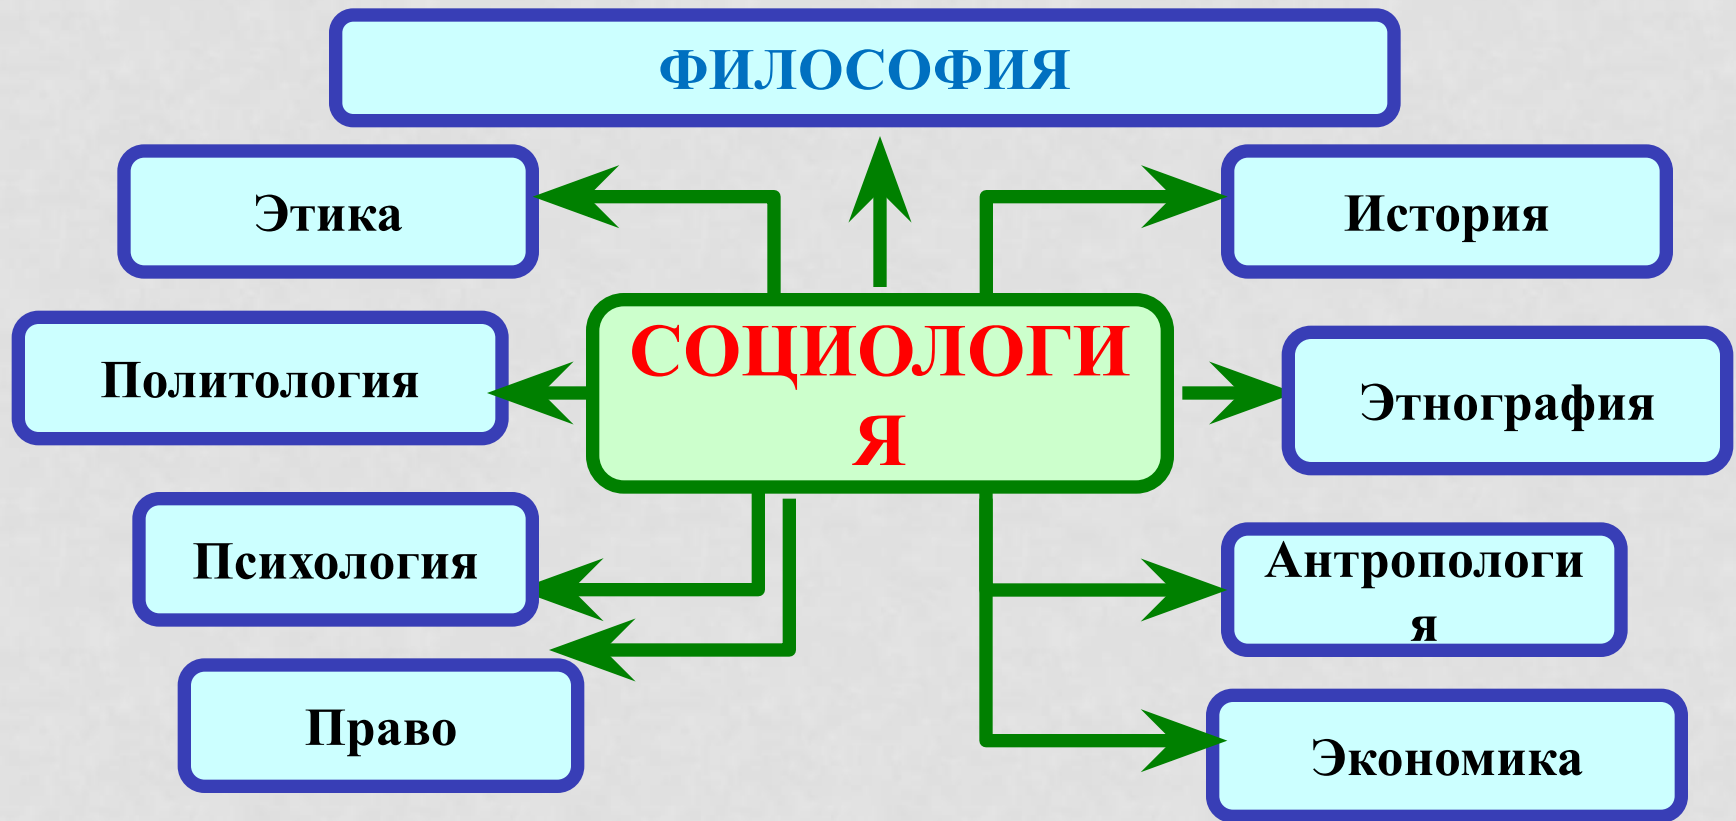 ФИЛОСОФИЯ
Этика
История
СОЦИОЛОГИ
Я
Политология
Этнография
Психология
Антропологи
я
Право
Экономика